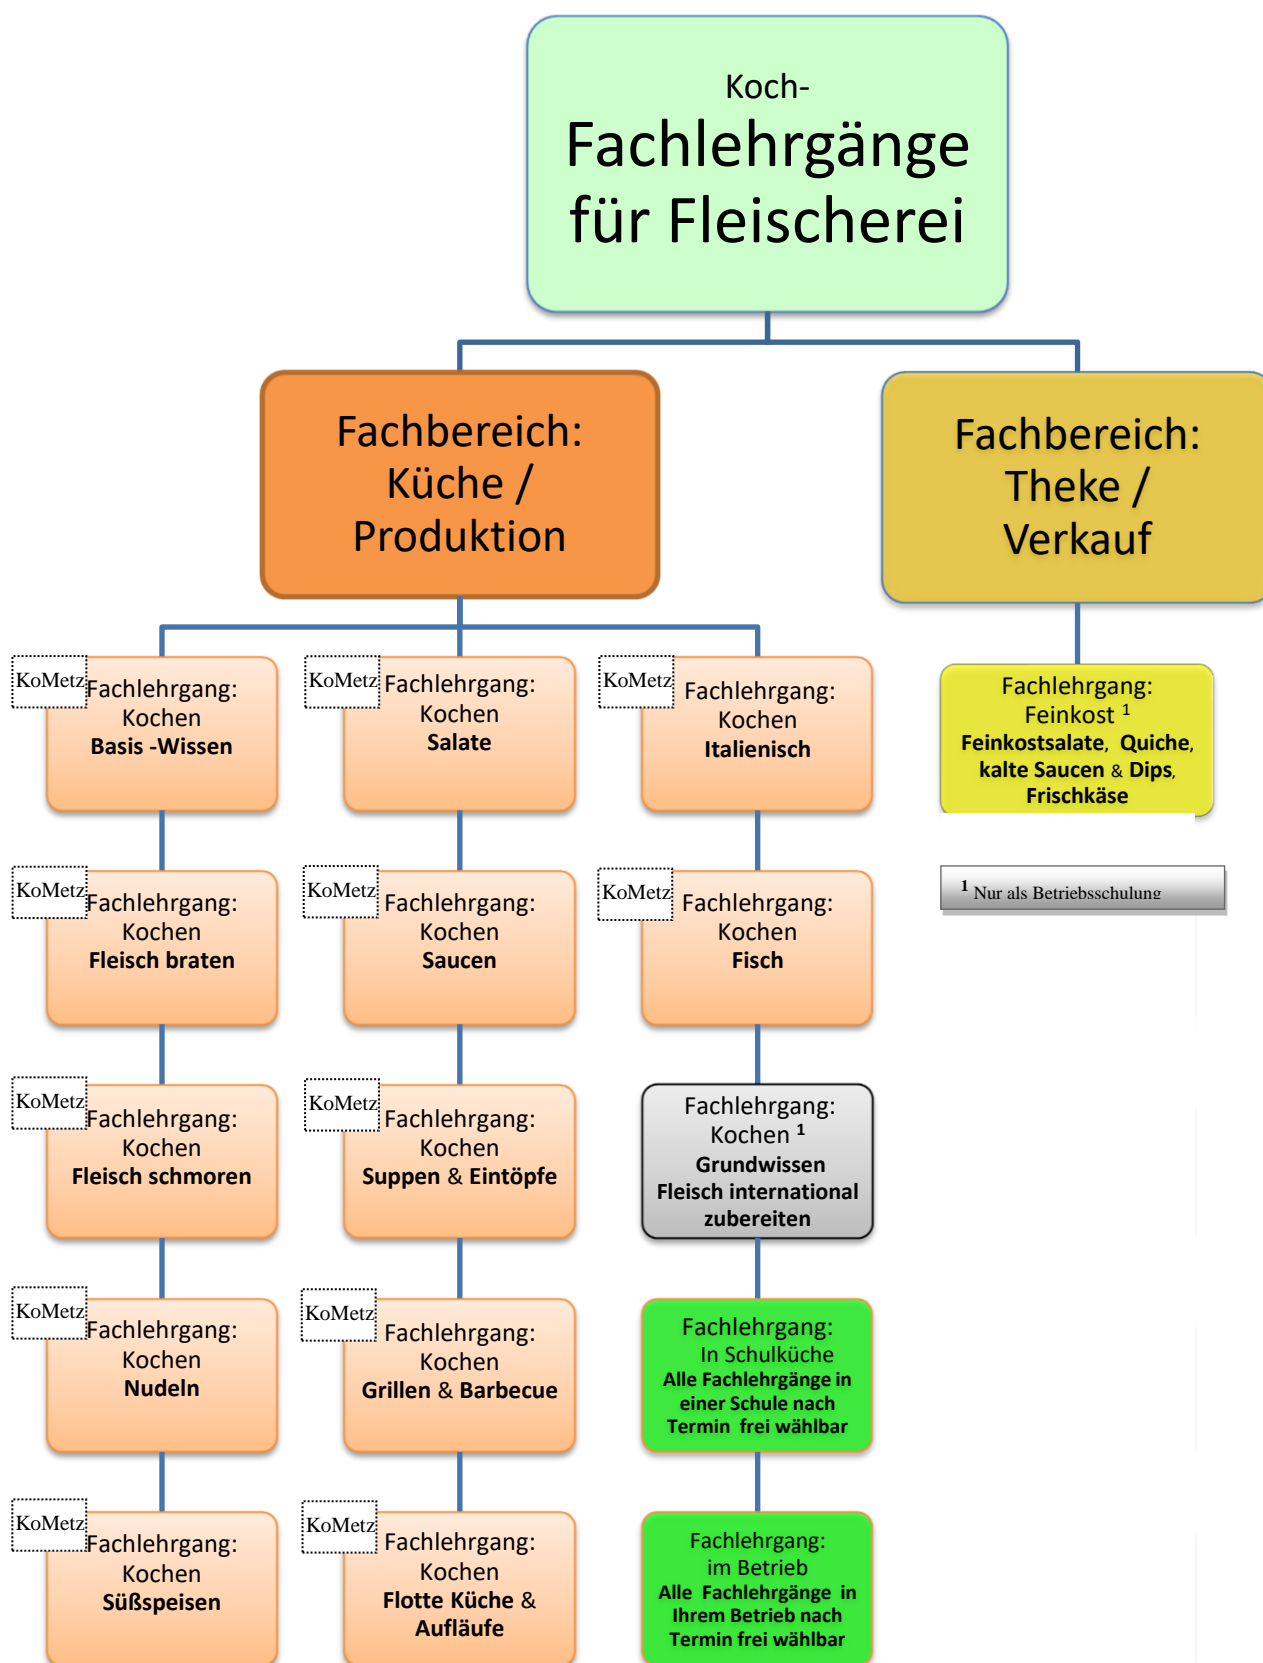 Koch-
Fachlehrgänge
für Fleischerei
Fachbereich:
Küche /
Produktion
Fachbereich:
Theke /
Verkauf
KoMetz
Fachlehrgang:
Kochen
Basis -Wissen
KoMetz
Fachlehrgang:
Kochen
Salate
KoMetz
Fachlehrgang:
Kochen
Italienisch
Fachlehrgang:
Feinkost ¹
Feinkostsalate, Quiche,
kalte Saucen & Dips,
Frischkäse
KoMetz
Fachlehrgang:
Kochen
Fleisch braten
KoMetz
Fachlehrgang:
Kochen
Saucen
KoMetz
Fachlehrgang:
Kochen
Fisch
¹ Nur als Betriebsschulung
KoMetz
Fachlehrgang:
Kochen
Fleisch schmoren
KoMetz
Fachlehrgang:
Kochen
Suppen & Eintöpfe
Fachlehrgang:
Kochen ¹
Grundwissen
Fleisch international
zubereiten
KoMetz
Fachlehrgang:
Kochen
Nudeln
KoMetz
Fachlehrgang:
Kochen
Grillen & Barbecue
Fachlehrgang:
In Schulküche
Alle Fachlehrgänge in
einer Schule nach
Termin frei wählbar
KoMetz
Fachlehrgang:
Kochen
Süßspeisen
KoMetz
Fachlehrgang:
Kochen
Flotte Küche &
Aufläufe
Fachlehrgang:
im Betrieb
Alle Fachlehrgänge in
Ihrem Betrieb nach
Termin frei wählbar